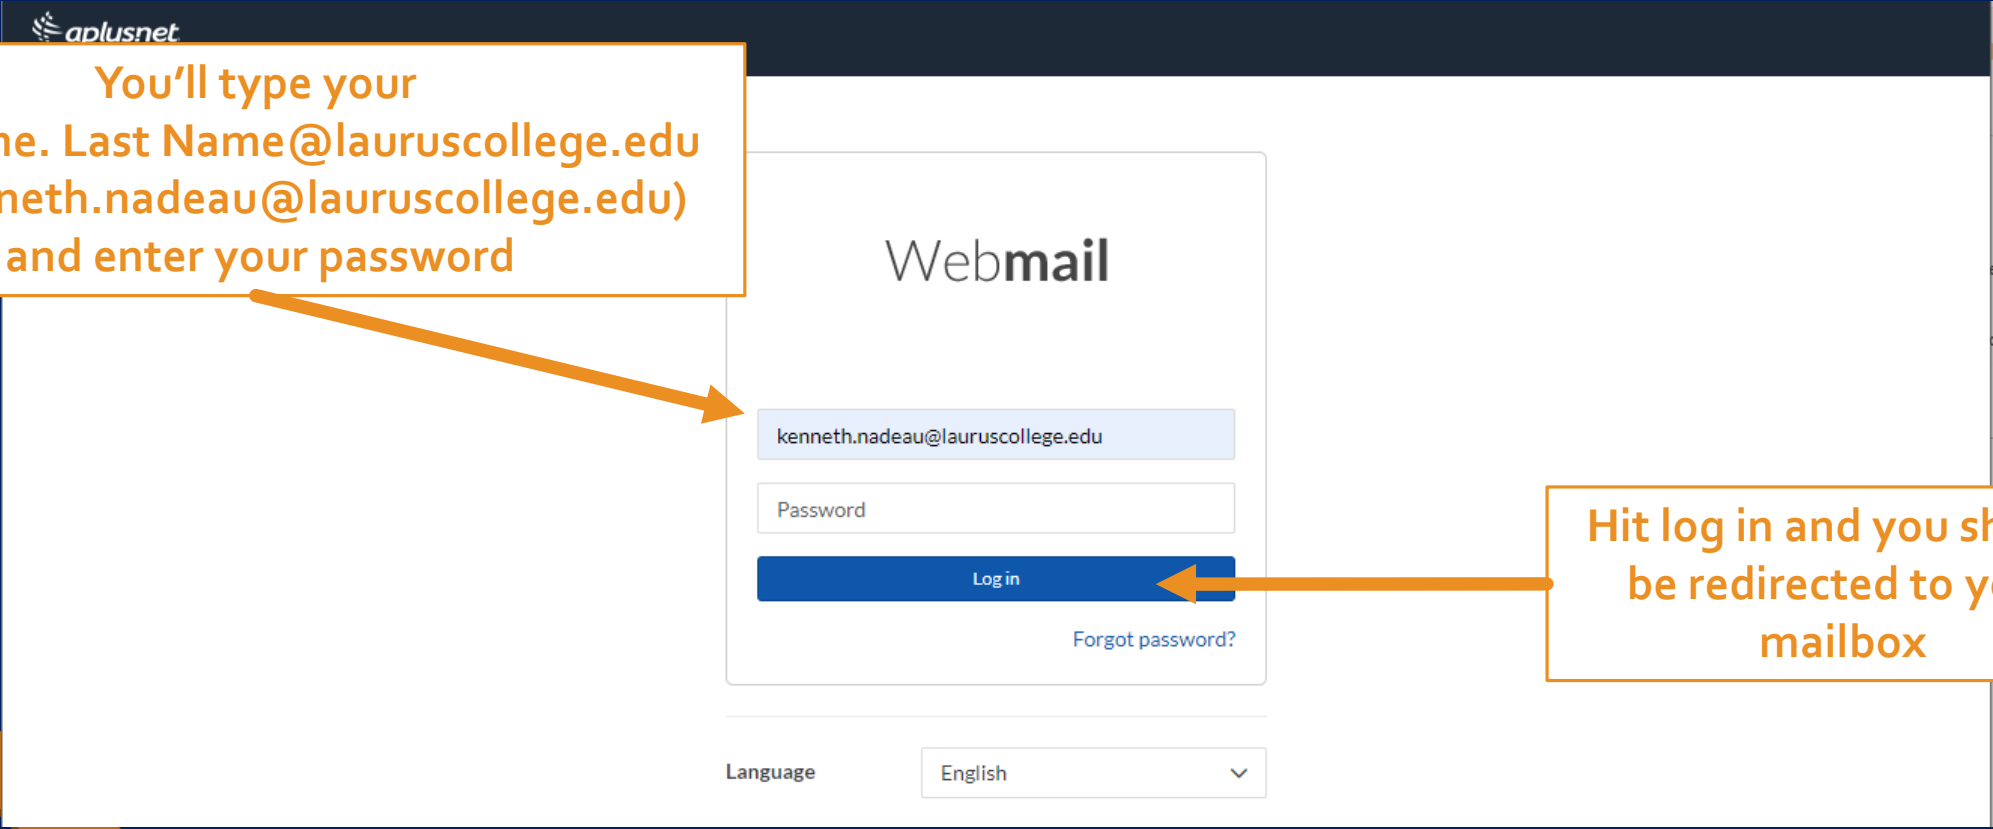 aplusnet
You'll type your
Last Name@lauruscollege.edu
neth.nadeau@lauruscollege.edu)
and enter your password
Webmail
kenneth.nadeau@lauruscollege.edu
Password
Log in
Forgot password?
Hit log in and you
be redirected to
mailbox
Language
English